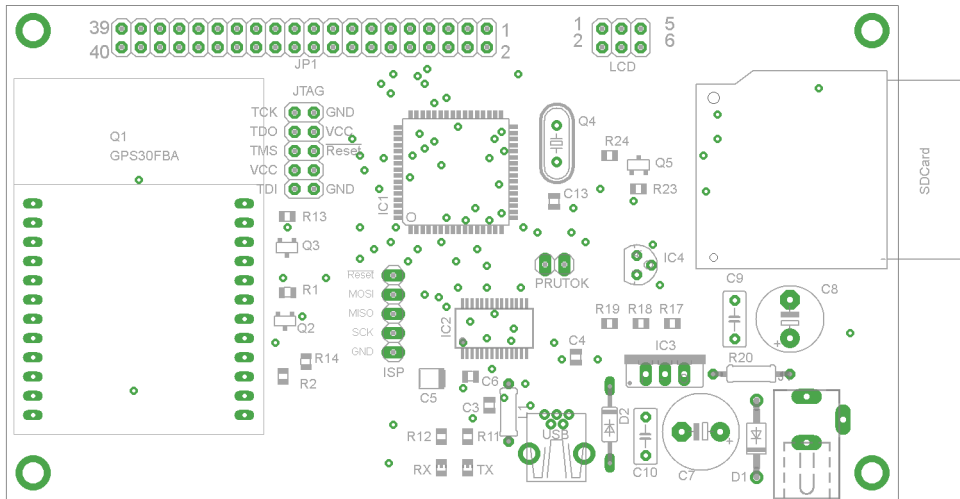 39 1 1 5
40 2 2 6
JP1 LCD
JTAG
Q1
GPS30FBA
TCK GND
TDO VCC
TMS Reset
VCC
TDI GND
IC1
Q4
R24
Q5
R23
C13
SDCard
R13
Q3
R1
Q2
R14
R2
Reset
MOSI
MISO
SCK
GND
ISP
IC2
PRUTOK
IC4
R19 R18 R17
C9
C8
+
C4
IC3
R20
C5
C6
C3
L1
USB
D2
R12 R11
RX TX
C10
C7
+
D1